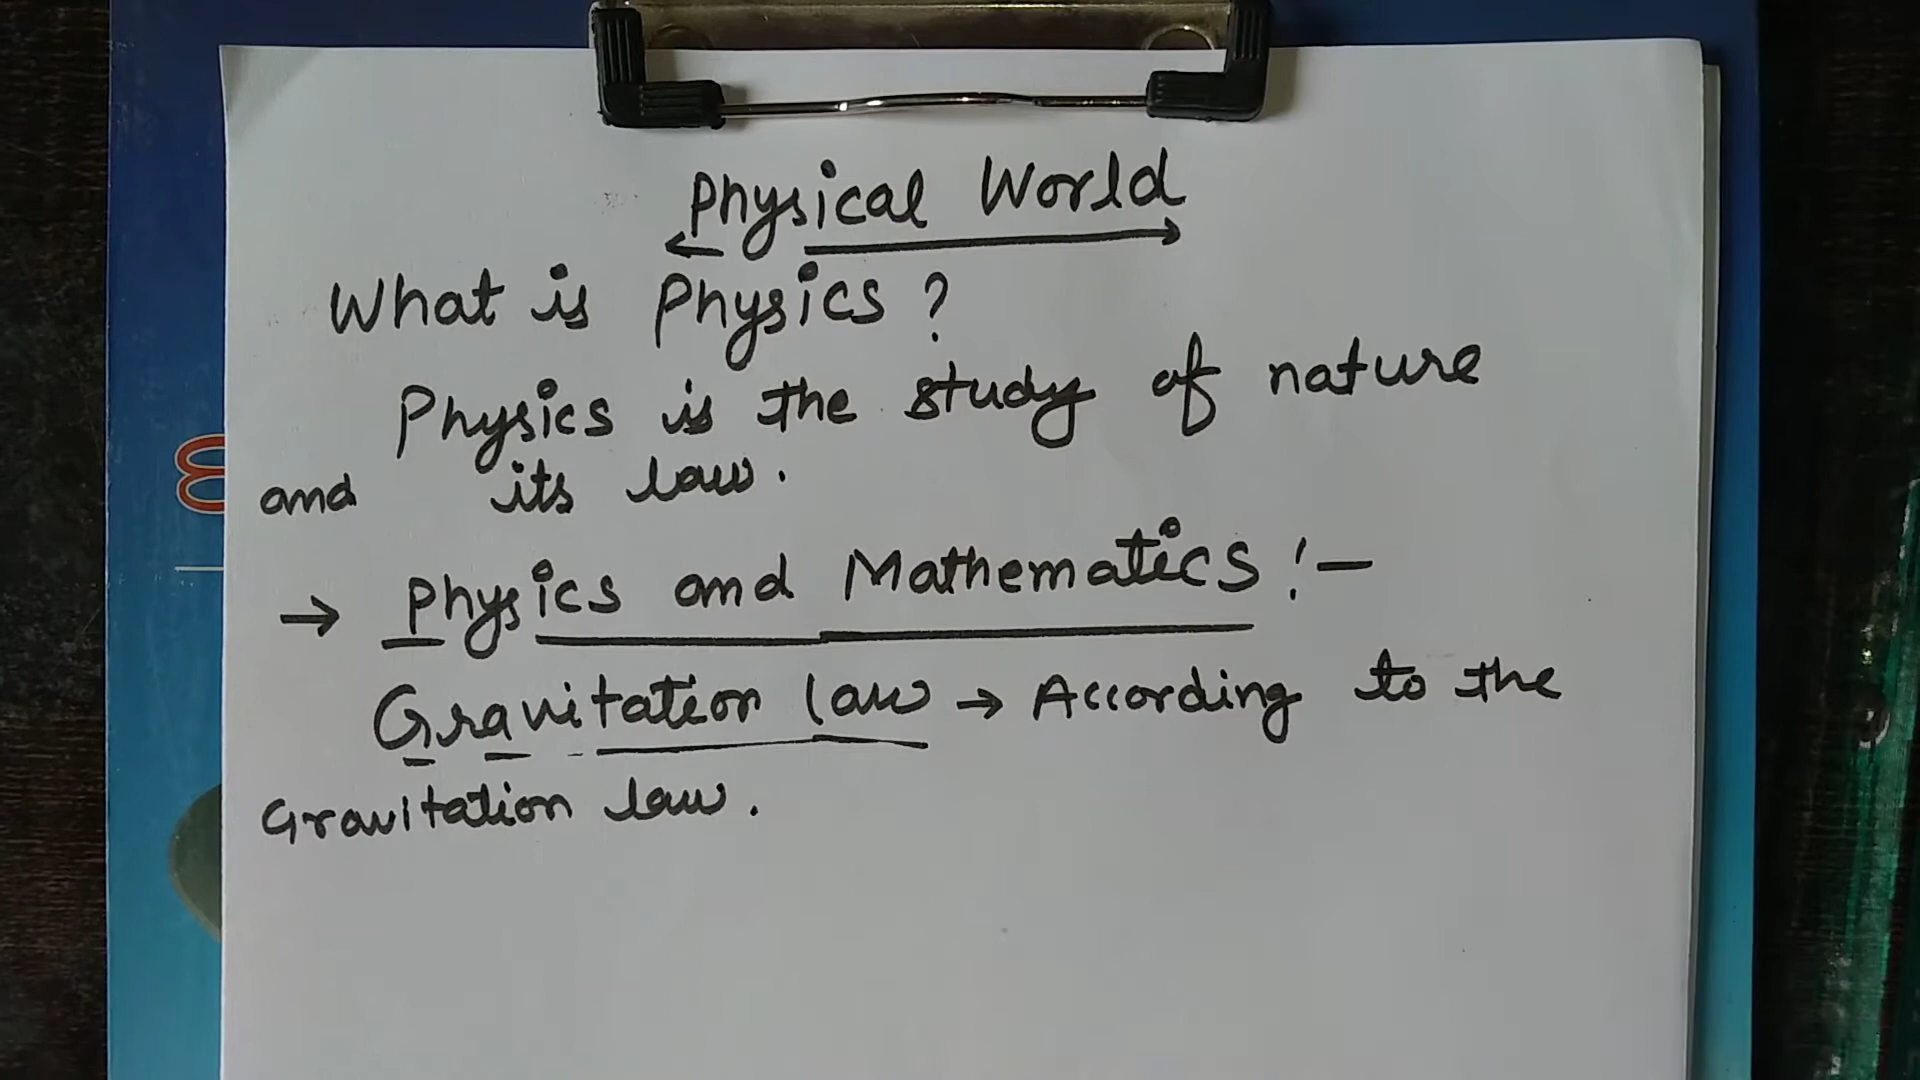 Physical World
What is Physics ?
Physics is the study of nature
and its law.
→ Physics and Mathematics :-
Gravitation law → According to the
Gravitation law.